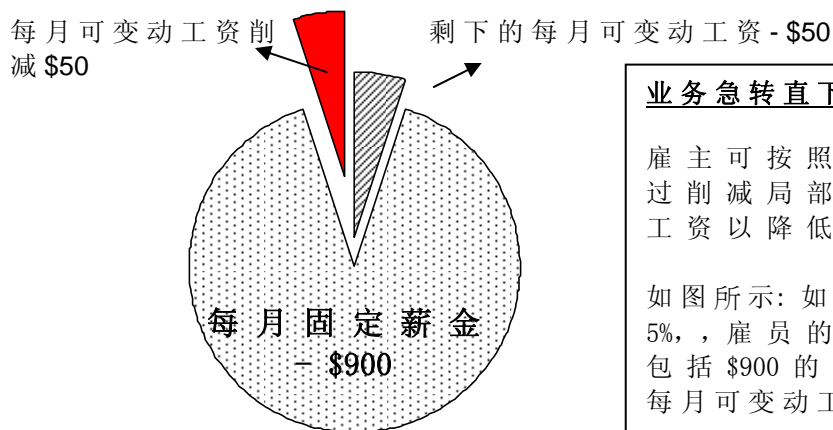 每月可变动工资削
减 $50
剩下的每月可变动工资 - $50
每月固定薪金
– $900
业务急转直下
雇主可按照
过削减局部
工资以降低
如图所示: 如
5%，, 雇员的
包括 $900 的
每月可变动工